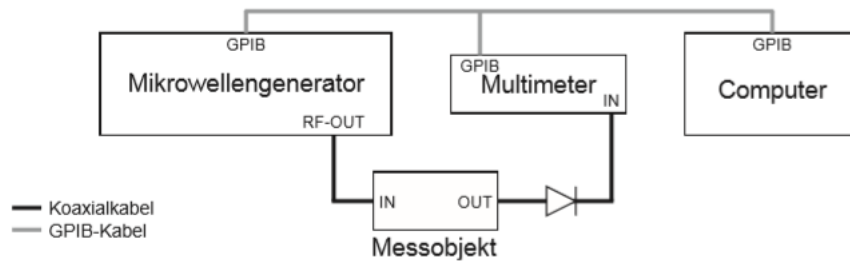 GPIB
Mikrowellengenerator
RF-OUT
GPIB
Multimeter
IN
GPIB
Computer
IN
OUT
Messobjekt
Koaxialkabel
GPIB-Kabel